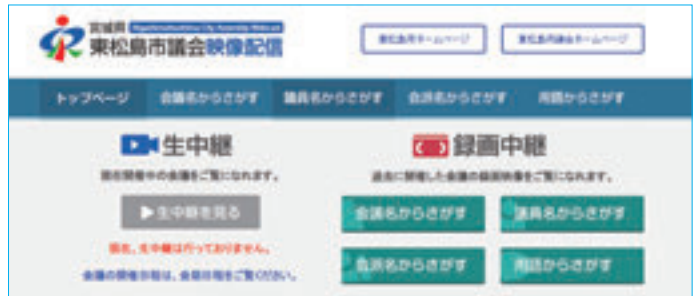 宮城県
東松島市議会映像配信
東松島市ホームページ
東松島市議会ホームページ
トップページ 会議名からさがす 議員名からさがす 会派名からさがす 用語からさがす
生中継
録画中継
現在開催中の会議をご覧になれます。
過去に開催した会議の録画映像をご覧になれます。
▶生中継を見る
会議名からさがす
議員名からさがす
現在、生中継は行っておりません。
会議の開催日程は、会期日程をご覧ください。
会派名からさがす
用語からさがす